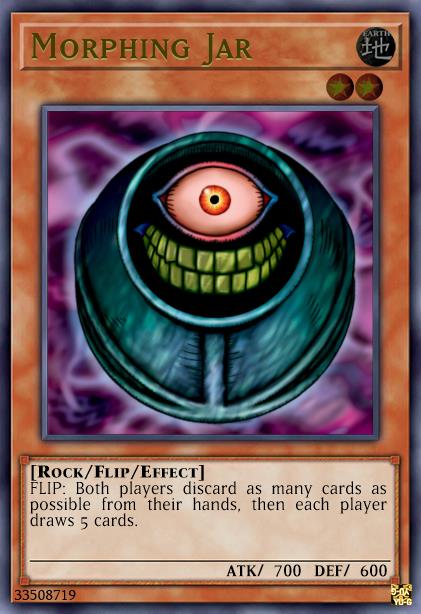 MORPHING JAR
EARTH
地
[ROCK/FLIP/EFFECT]
FLIP: Both players discard as many cards as
possible from their hands, then each player
draws 5 cards.
ATK/ 700 DEF/ 600
33508719